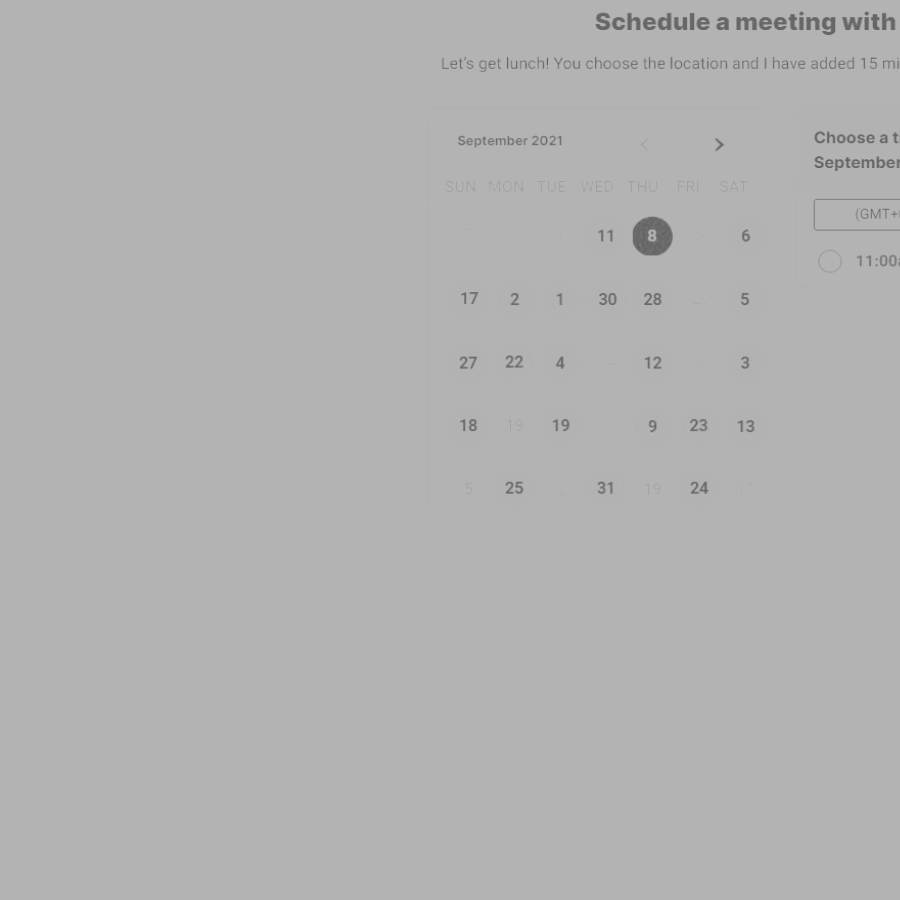 Schedule a meeting with
Let's get lunch! You choose the location and I have added 15 mi
September 2021
SUN MON TUE WED THU FRI SAT
11 8 6
17 2 1 30 28 5
27 22 4 12 3
18 19 19 9 23 13
5 25 31 19 24
Choose a t
September
(GMT+
11:00a